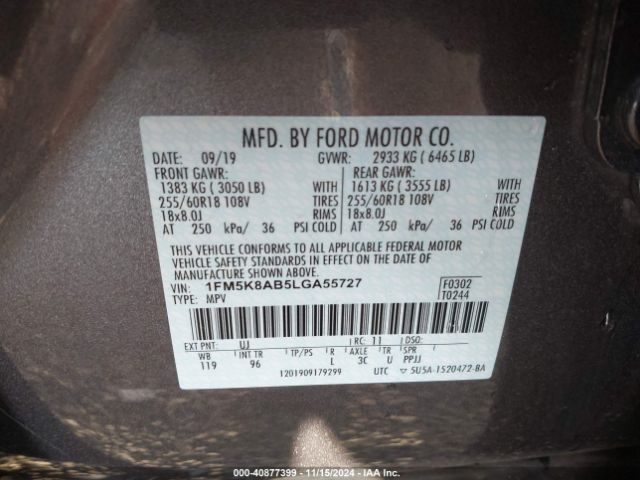 MFD. BY FORD MOTOR CO.
DATE: 09/19 GVWR: 2933 KG ( 6465 LB)
FRONT GAWR: REAR GAWR:
1383 KG ( 3050 LB) WITH 1613 KG ( 3555 LB) WITH
255/60R18 108V TIRES 255/60R18 108V TIRES
18x8.0J RIMS 18x8.0J RIMS
AT 250 kPa/ 36 PSI COLD AT 250 kPa/ 36 PSI COLD
THIS VEHICLE CONFORMS TO ALL APPLICABLE FEDERAL MOTOR
VEHICLE SAFETY STANDARDS IN EFFECT ON THE DATE OF
MANUFACTURE SHOWN ABOVE.
VIN: 1FM5K8AB5LGA55727 F0302
TYPE: MPV T0244
EXT PNT: UJ RC: 11 DSO:
WB INT TR TP/PS R AXLE TR SPR
119 96 L 3C U PPJJ
1201909179299 UTC ▽ 5U5A-1520472-BA
000-40877399 - 11/15/2024 - IAA Inc.